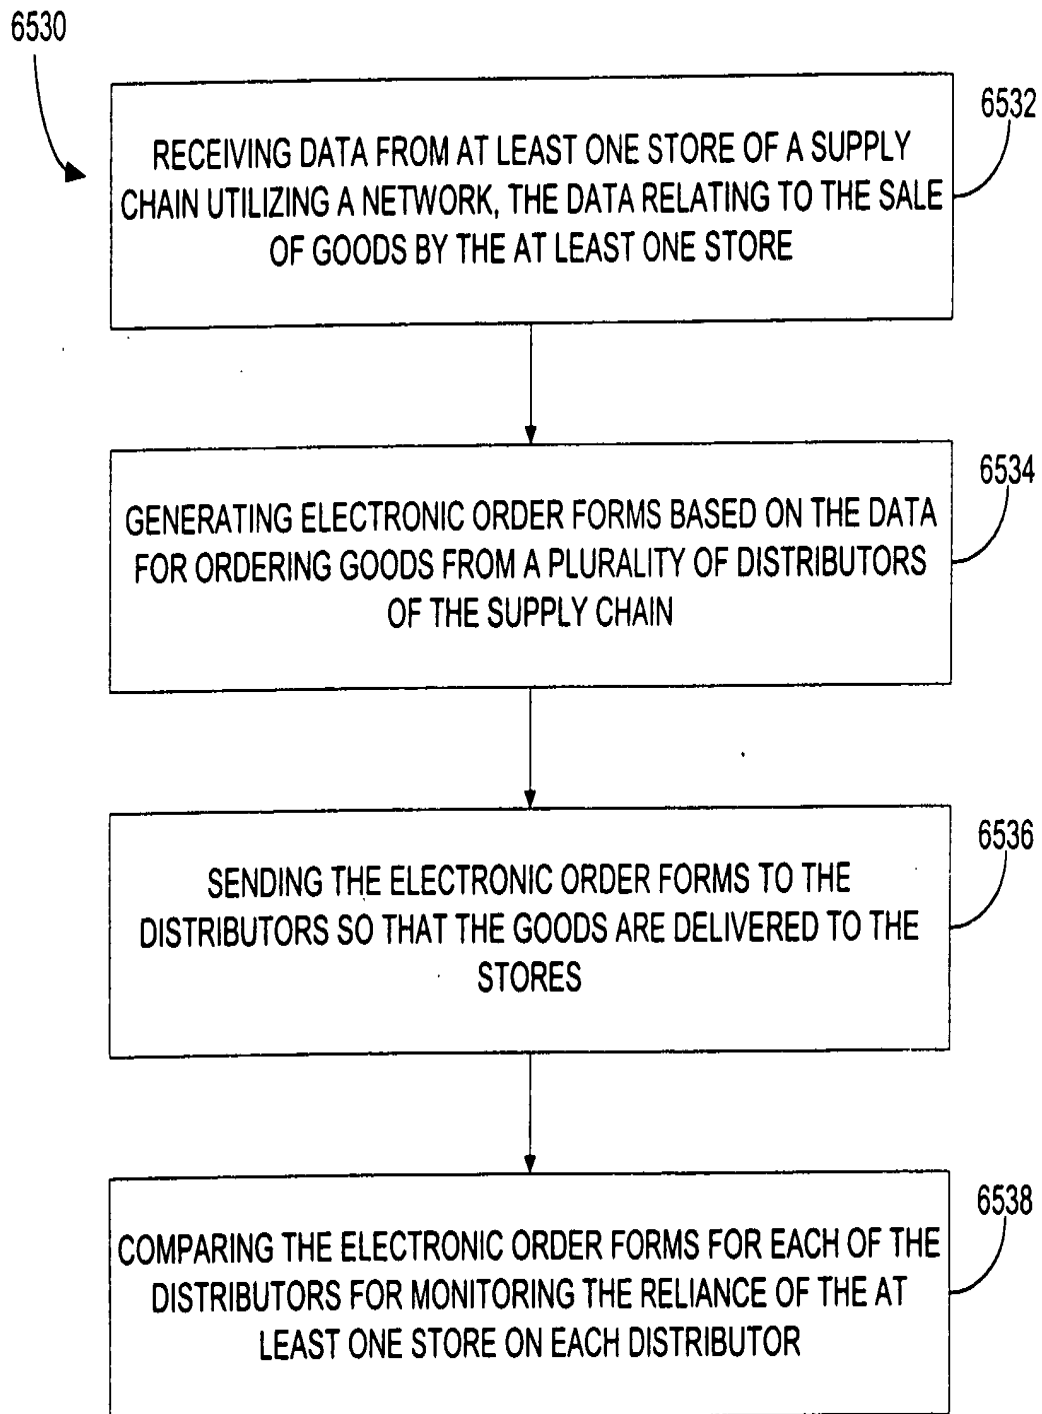 6530
6532
RECEIVING DATA FROM AT LEAST ONE STORE OF A SUPPLY
CHAIN UTILIZING A NETWORK, THE DATA RELATING TO THE SALE
OF GOODS BY THE AT LEAST ONE STORE
6534
GENERATING ELECTRONIC ORDER FORMS BASED ON THE DATA
FOR ORDERING GOODS FROM A PLURALITY OF DISTRIBUTORS
OF THE SUPPLY CHAIN
6536
SENDING THE ELECTRONIC ORDER FORMS TO THE
DISTRIBUTORS SO THAT THE GOODS ARE DELIVERED TO THE
STORES
6538
COMPARING THE ELECTRONIC ORDER FORMS FOR EACH OF THE
DISTRIBUTORS FOR MONITORING THE RELIANCE OF THE AT
LEAST ONE STORE ON EACH DISTRIBUTOR